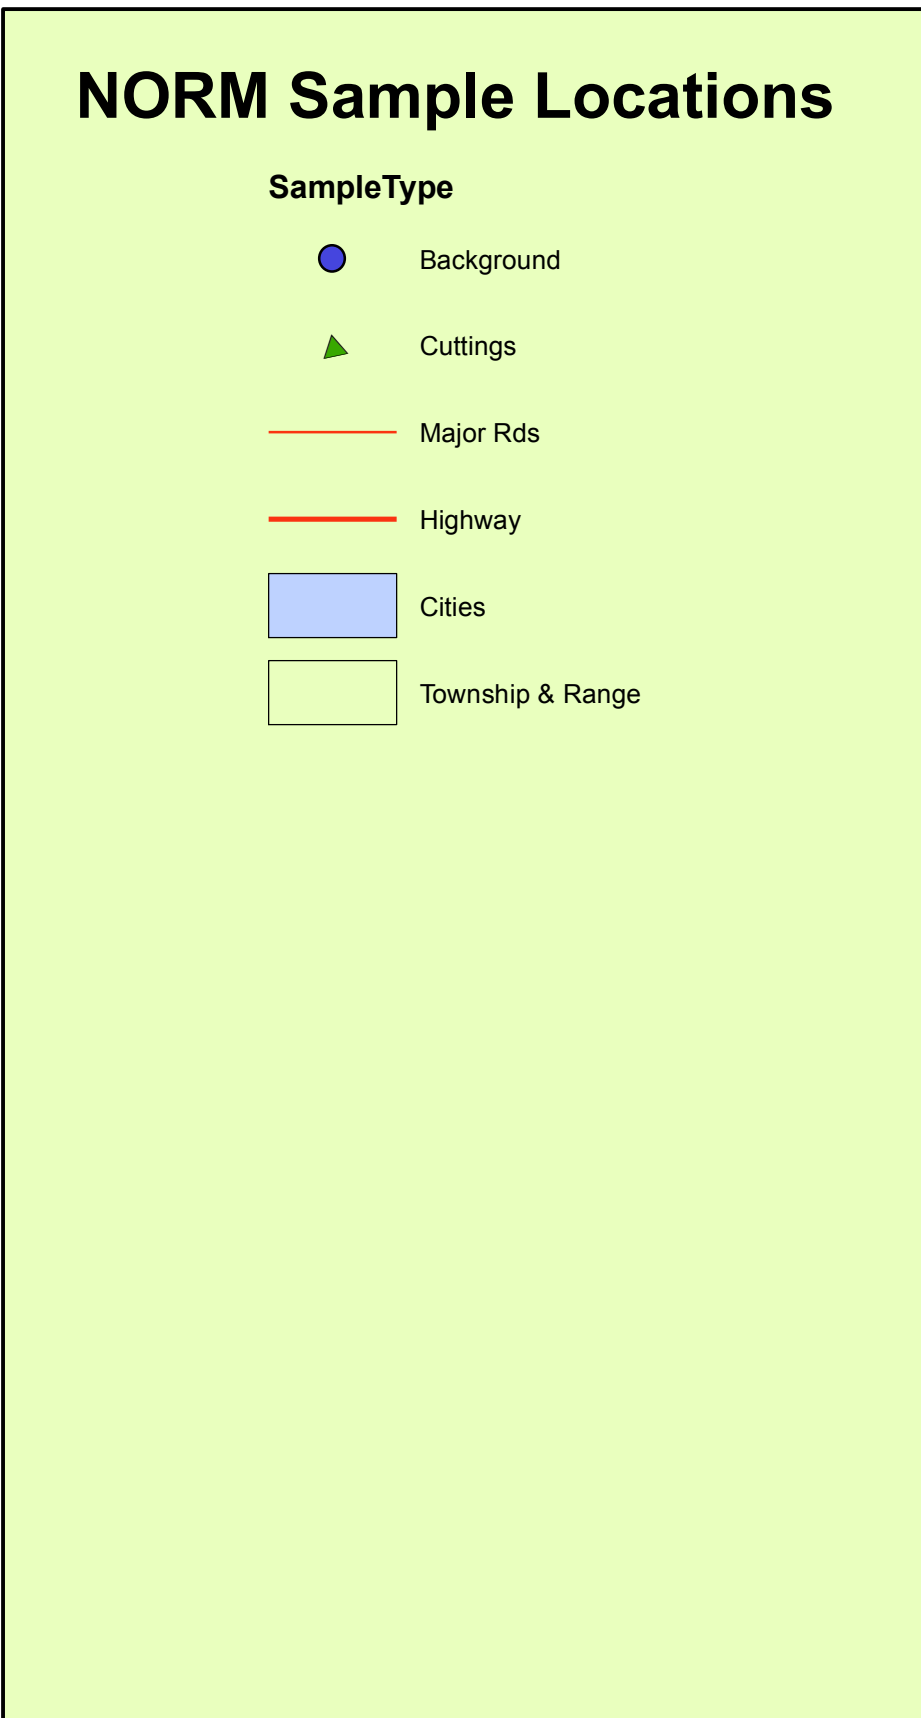 NORM Sample Locations
SampleType
Background
Cuttings
Major Rds
Highway
Cities
Township & Range